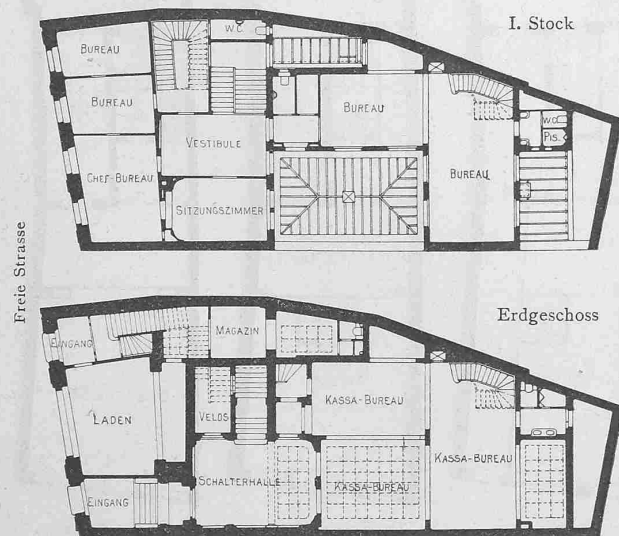 I. Stock
W.C.
BUREAU
BUREAU
BUREAU
VESTIBULE
W.C.
PIS.
CHEF-BUREAU
BUREAU
SITZUNGSZIMMER
Freie Strasse
Erdgeschoss
EINGANG
MAGAZIN
KASSA-BUREAU
VELOS
LADEN
KASSA-BUREAU
SCHALTERHALLE
KASSA-BUREAU
EINGANG